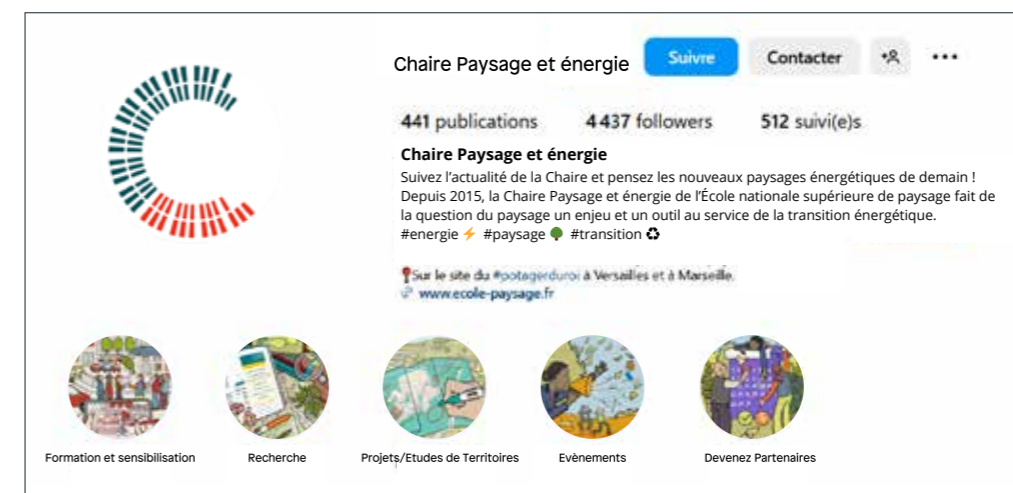 Chaire Paysage et énergie Suivre Contacter
441 publications 4 437 followers 512 suivi(e)s
Chaire Paysage et énergie
Suivez l'actualité de la Chaire et pensez les nouveaux paysages énergétiques de demain !
Depuis 2015, la Chaire Paysage et énergie de l'École nationale supérieure de paysage fait de
la question du paysage un enjeu et un outil au service de la transition énergétique.
#energie ⚡ #paysage 🌳 #transition ♻
📍Sur le site du #potagerduroi à Versailles et à Marseille.
www.ecole-paysage.fr
Formation et sensibilisation Recherche Projets/Etudes de Territoires Evènements Devenez Partenaires